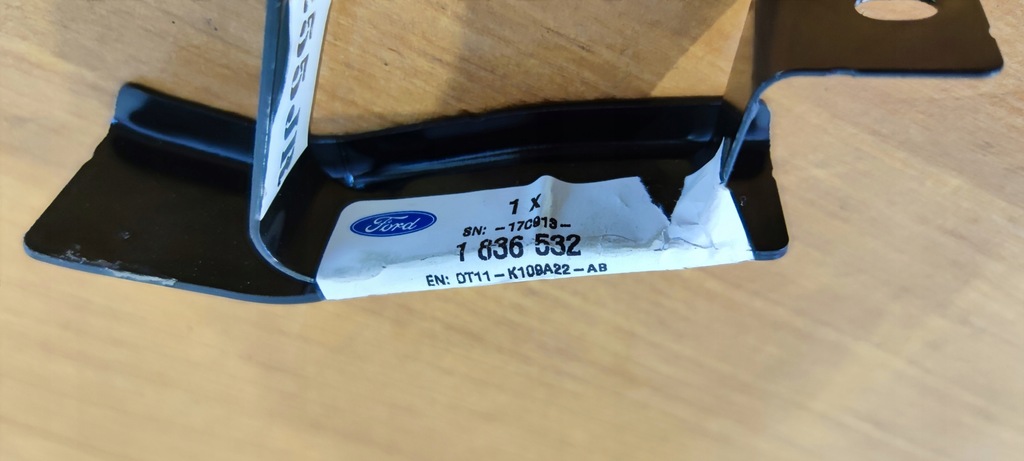 1 X
Ford
SN: -17C913-
1 836 532
EN: DT11-K109A22-AB